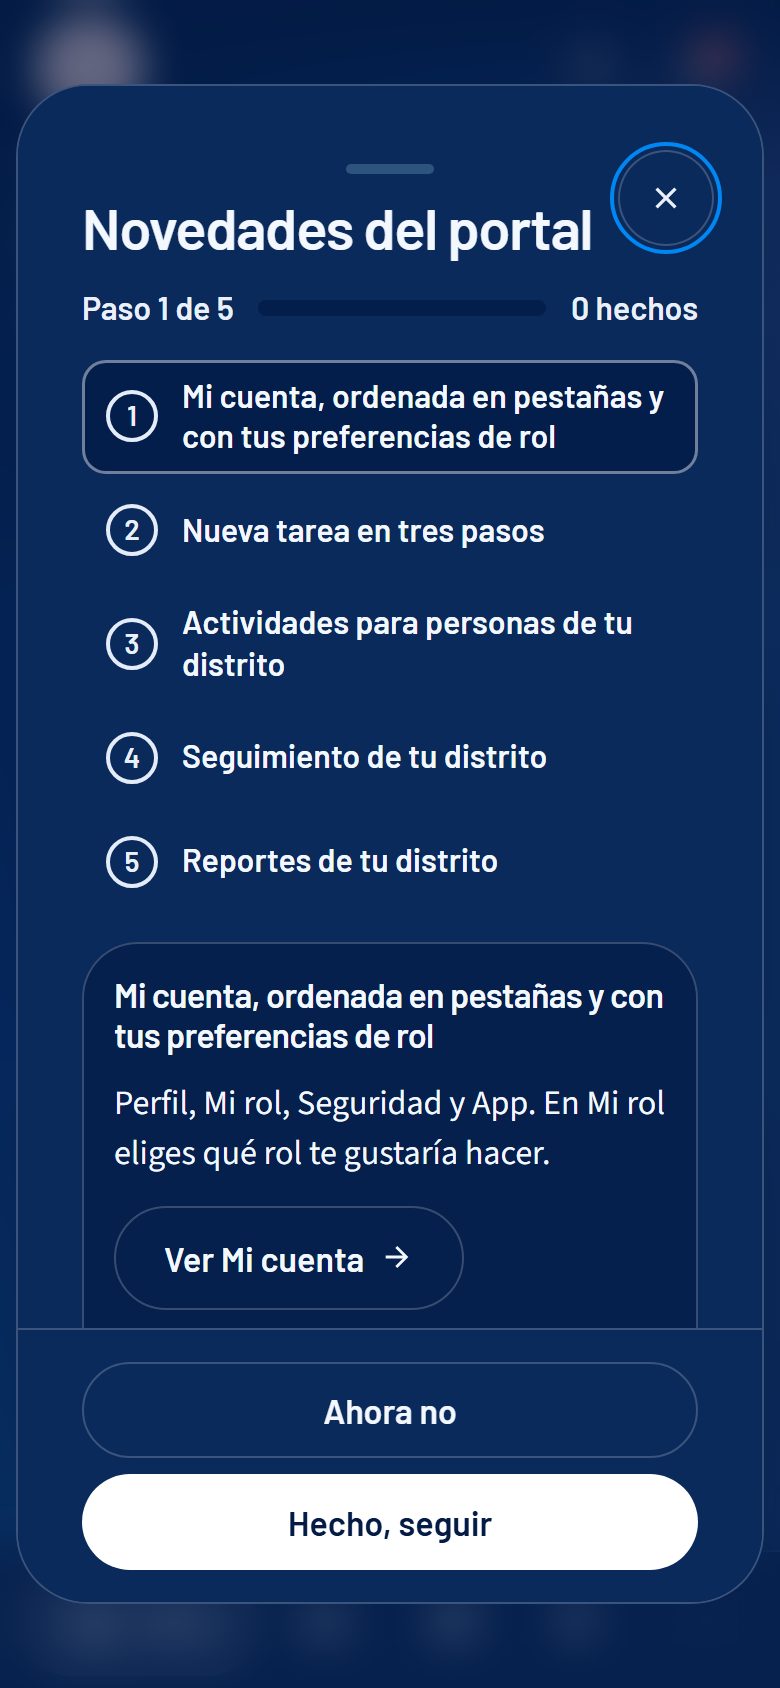 Novedades del portal
Paso 1 de 5
0 hechos
1
Mi cuenta, ordenada en pestañas y
con tus preferencias de rol
2
Nueva tarea en tres pasos
3
Actividades para personas de tu
distrito
4
Seguimiento de tu distrito
5
Reportes de tu distrito
Mi cuenta, ordenada en pestañas y con
tus preferencias de rol
Perfil, Mi rol, Seguridad y App. En Mi rol
eliges qué rol te gustaría hacer.
Ver Mi cuenta →
Ahora no
Hecho, seguir